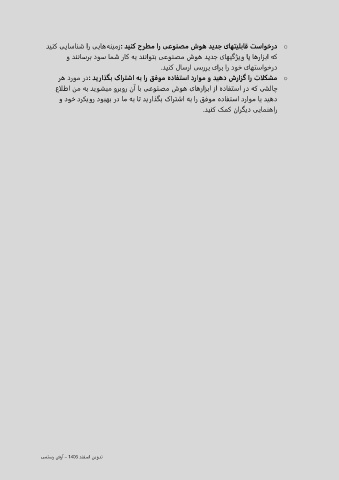 ○ درخواست قابلیتهای جدید هوش مصنوعی را مطرح کنید :زمینه‌هایی را شناسایی کنید
که ابزارها یا ویژگیهای جدید هوش مصنوعی بتوانند به کار شما سود برسانند و
درخواستهای خود را برای بررسی ارسال کنید.
○ مشکلات را گزارش دهید و موارد استفاده موفق را به اشتراک بگذارید :در مورد هر
چالشی که در استفاده از ابزارهای هوش مصنوعی با آن روبرو میشوید به من اطلاع
دهید یا موارد استفاده موفق را به اشتراک بگذارید تا به ما در بهبود رویکرد خود و
راهنمایی دیگران کمک کنید.
تدوین اسفند 1403 –